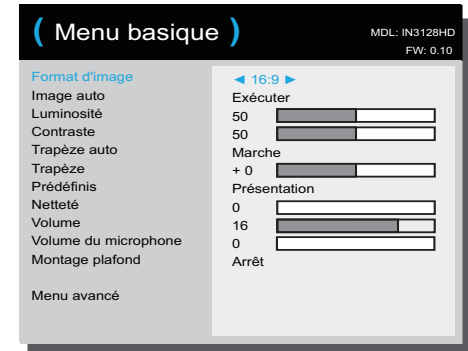 ( Menu basique )
MDL: IN3128HD
FW: 0.10
Format d'image ◄ 16:9 ►
Image auto Exécuter
Luminosité 50
Contraste 50
Trapèze auto Marche
Trapèze + 0
Prédéfinis Présentation
Netteté 0
Volume 16
Volume du microphone 0
Montage plafond Arrêt
Menu avancé